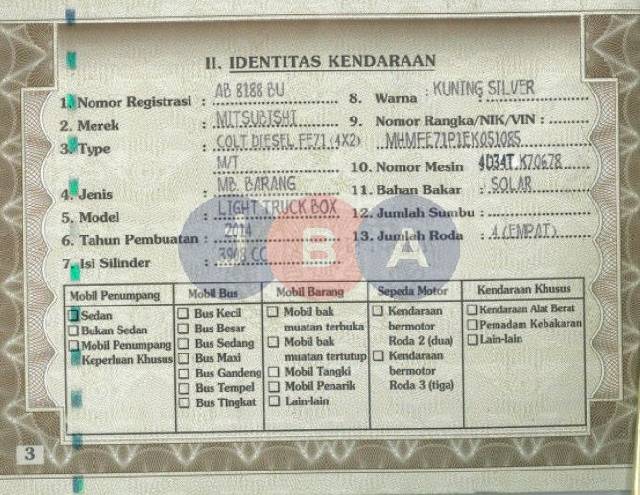 II. IDENTITAS KENDARAAN
1. Nomor Registrasi : AB 8188 BU
2. Merek : MITSUBISHI
3. Type : COLT DIESEL FE71 (4X2)
M/T
4. Jenis : MB. BARANG
5. Model : LIGHT TRUCK BOX
6. Tahun Pembuatan : 2014
7. Isi Silinder : 3908 CC
8. Warna : KUNING SILVER
9. Nomor Rangka/NIK/VIN :
MHMFE71P1EK051085
10. Nomor Mesin 4D34T.K70678
11. Bahan Bakar : SOLAR
12. Jumlah Sumbu :
13. Jumlah Roda : 4 (EMPAT)
JBA
Mobil Penumpang
Sedan
Bukan Sedan
Mobil Penumpang
Keperluan Khusus
Mobil Bus
Bus Kecil
Bus Besar
Bus Sedang
Bus Maxi
Bus Gandeng
Bus Tempel
Bus Tingkat
Mobil Barang
Mobil bak
muatan terbuka
Mobil bak
muatan tertutup
Mobil Tangki
Mobil Penarik
Lain-lain
Sepeda Motor
Kendaraan
bermotor
Roda 2 (dua)
Kendaraan
bermotor
Roda 3 (tiga)
Kendaraan Khusus
Kendaraan Alat Berat
Pemadam Kebakaran
Lain-lain
3